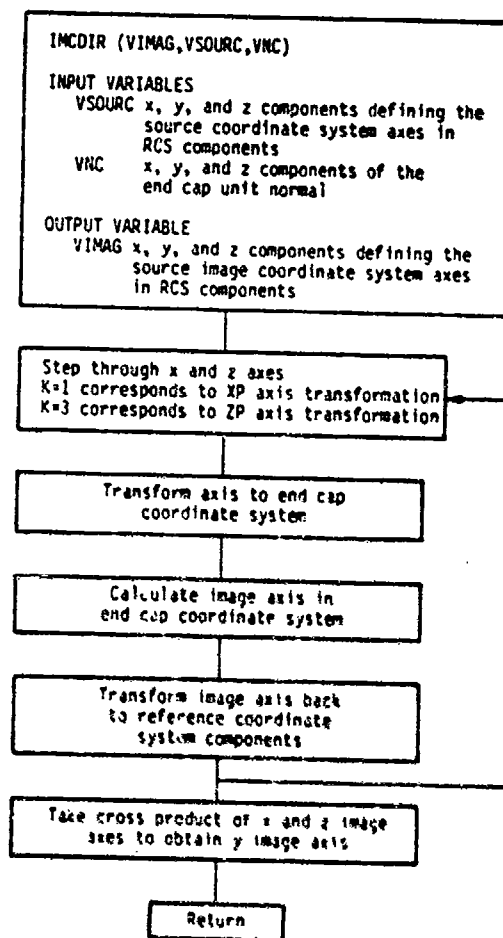 IMCDIR (VIMAG,VSOURC,VNC)
INPUT VARIABLES
VSOURC x, y, and z components defining the
source coordinate system axes in
RCS components
VNC x, y, and z components of the
end cap unit normal
OUTPUT VARIABLE
VIMAG x, y, and z components defining the
source image coordinate system axes
in RCS components
Step through x and z axes
K=1 corresponds to XP axis transformation
K=3 corresponds to ZP axis transformation
Transform axis to end cap
coordinate system
Calculate image axis in
end cap coordinate system
Transform image axis back
to reference coordinate
system components
Take cross product of x and z image
axes to obtain y image axis
Return